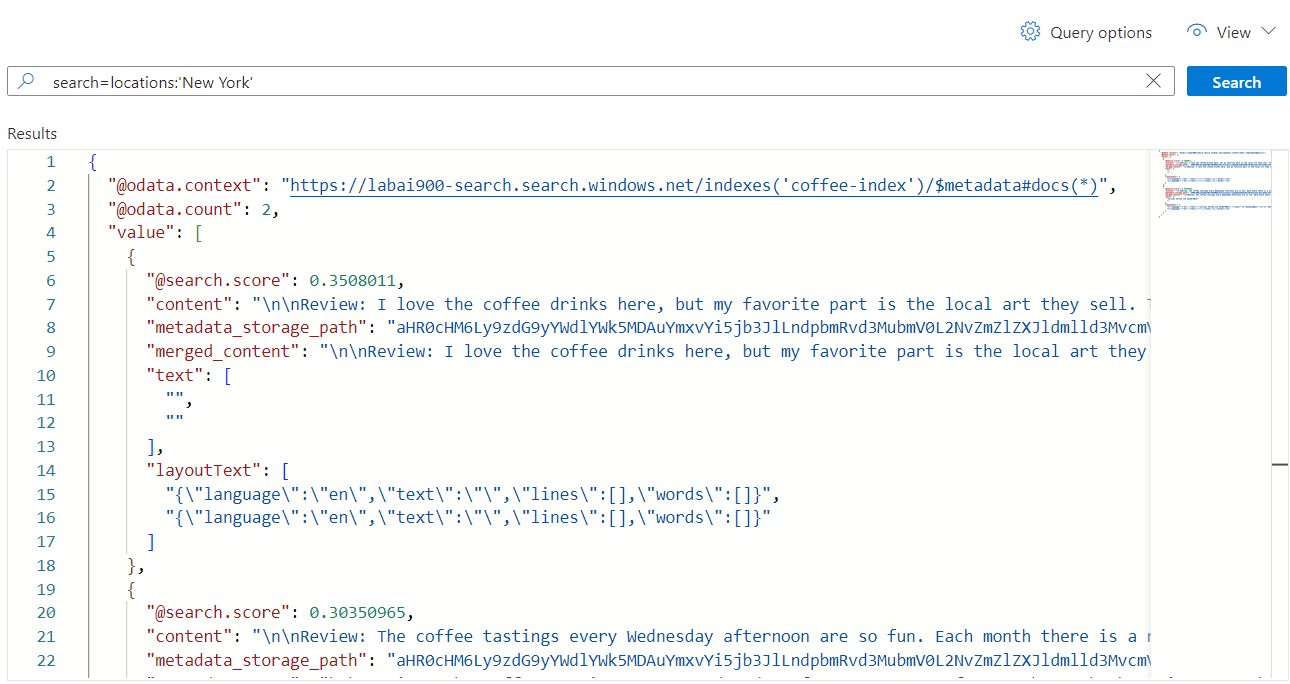 Query options
View
search=locations:'New York'
Search
Results
1 {
2 "@odata.context": "https://labai900-search.search.windows.net/indexes('coffee-index')/$metadata#docs(*)",
3 "@odata.count": 2,
4 "value": [
5 {
6 "@search.score": 0.3508011,
7 "content": "\n\nReview: I love the coffee drinks here, but my favorite part is the local art they sell.
8 "metadata_storage_path": "aHR0cHM6Ly9zdG9yYWdlYWk5MDAuYmxvYi5jb3JlLndpbmRvd3MubmV0L2NvZmZlZXJldmlld3Mvcm
9 "merged_content": "\n\nReview: I love the coffee drinks here, but my favorite part is the local art they
10 "text": [
11 "",
12 ""
13 ],
14 "layoutText": [
15 "{\"language\":\"en\",\"text\":\"\",\"lines\":[],\"words\":[]}",
16 "{\"language\":\"en\",\"text\":\"\",\"lines\":[],\"words\":[]}"
17 ]
18 },
19 {
20 "@search.score": 0.30350965,
21 "content": "\n\nReview: The coffee tastings every Wednesday afternoon are so fun. Each month there is a
22 "metadata_storage_path": "aHR0cHM6Ly9zdG9yYWdlYWk5MDAuYmxvYi5jb3JlLndpbmRvd3MubmV0L2NvZmZlZXJldmlld3Mvcm